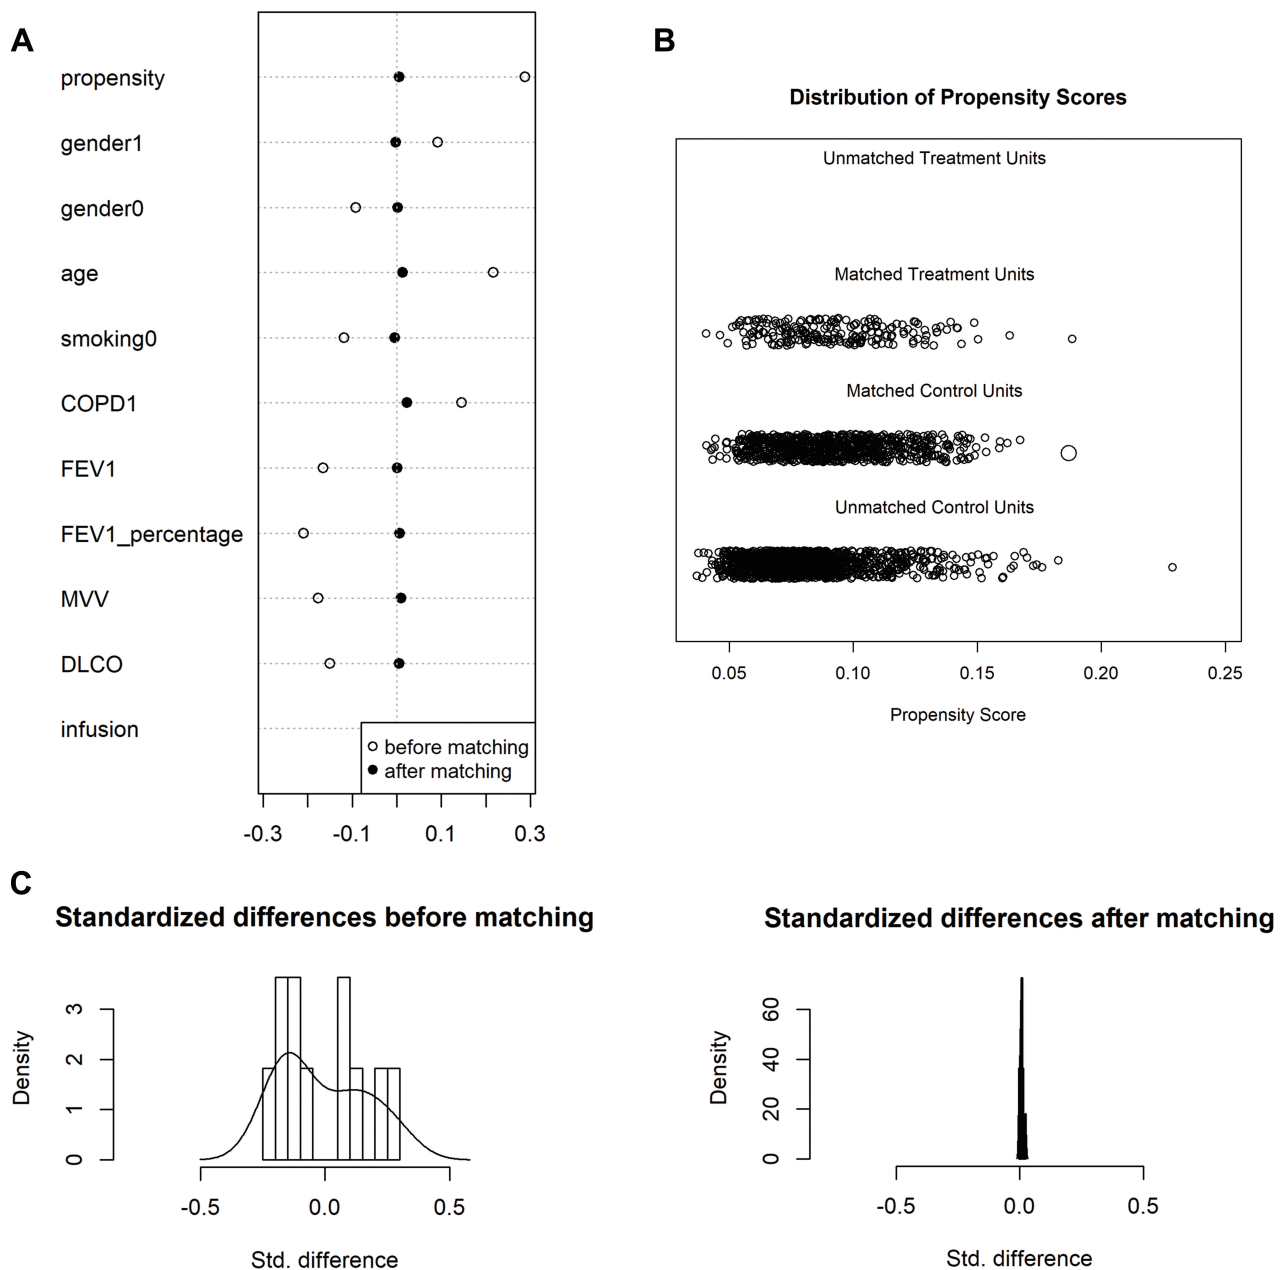 A
propensity
gender1
gender0
age
smoking0
COPD1
FEV1
FEV1_percentage
MVV
DLCO
infusion
before matching
after matching
-0.3 -0.1 0.1 0.3
B
Distribution of Propensity Scores
Unmatched Treatment Units
Matched Treatment Units
Matched Control Units
Unmatched Control Units
0.05 0.10 0.15 0.20 0.25
Propensity Score
C
Standardized differences before matching
Density
3
2
1
0
-0.5 0.0 0.5
Std. difference
Standardized differences after matching
Density
60
40
20
0
-0.5 0.0 0.5
Std. difference